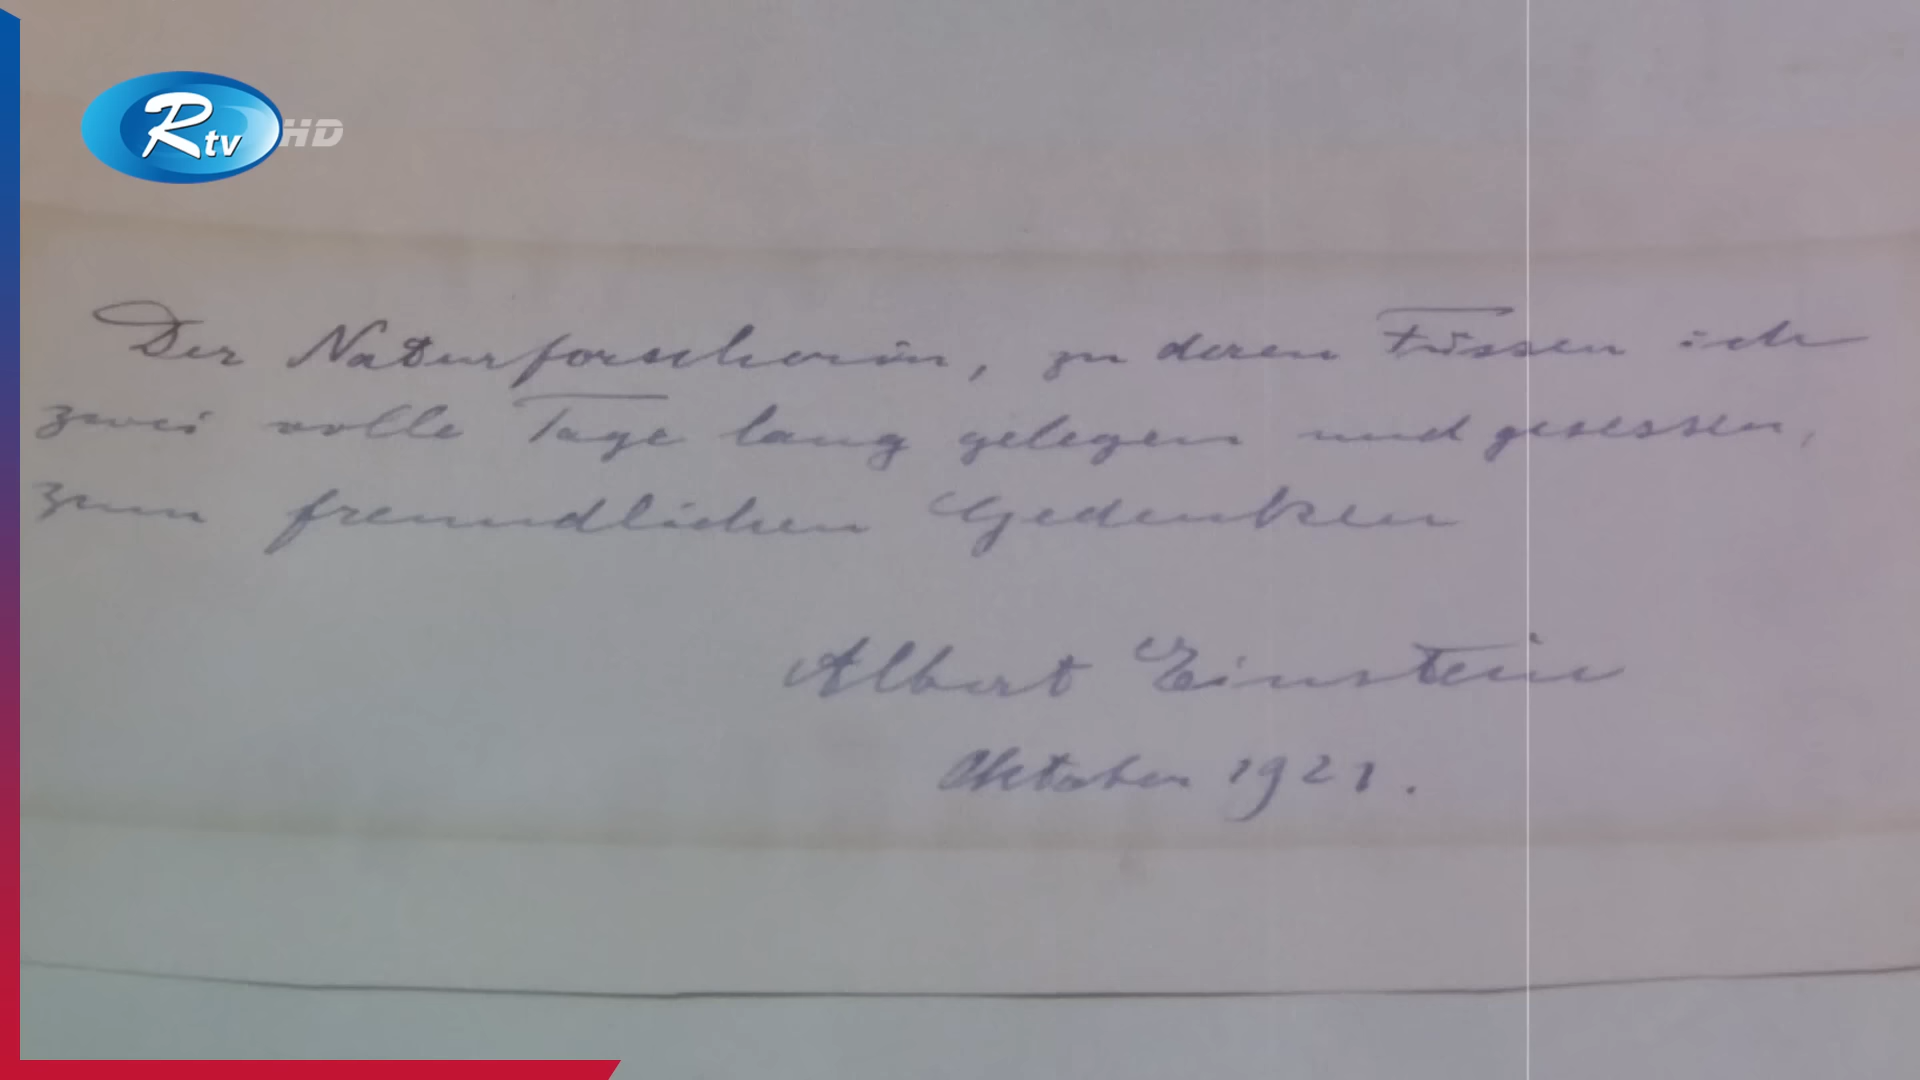 Rtv HD
Der Naturforscherin, zu deren Füssen ich
zwei volle Tage lang gelegen und gesessen,
zum freundlichen Gedenken
Albert Einstein
Oktober 1921.